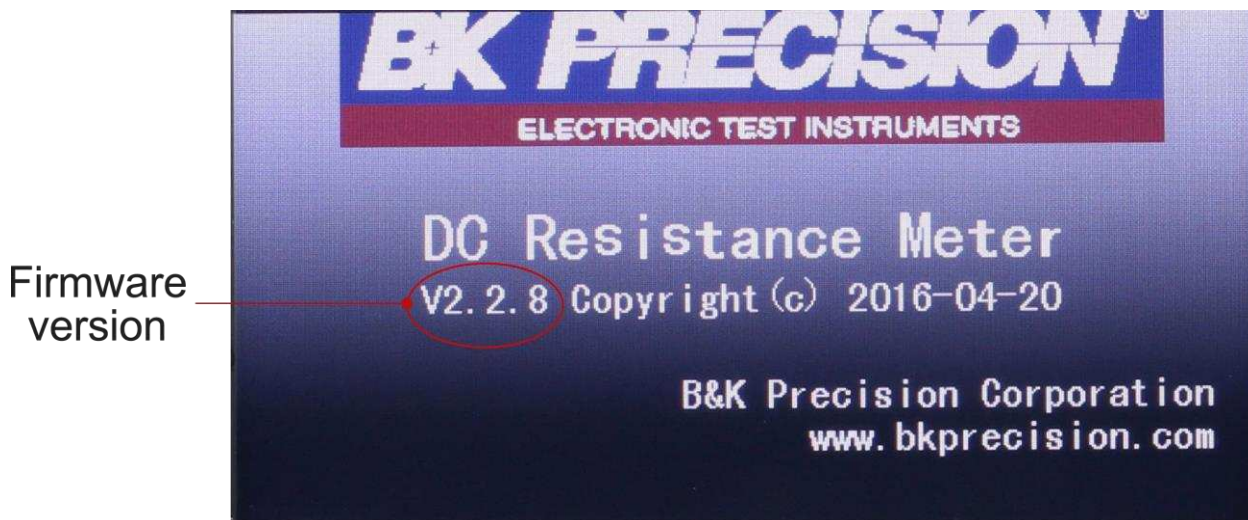 B+K PRECISION®
ELECTRONIC TEST INSTRUMENTS
DC Resistance Meter
Firmware
version
V2.2.8 Copyright(c) 2016-04-20
B&K Precision Corporation
www.bkprecision.com